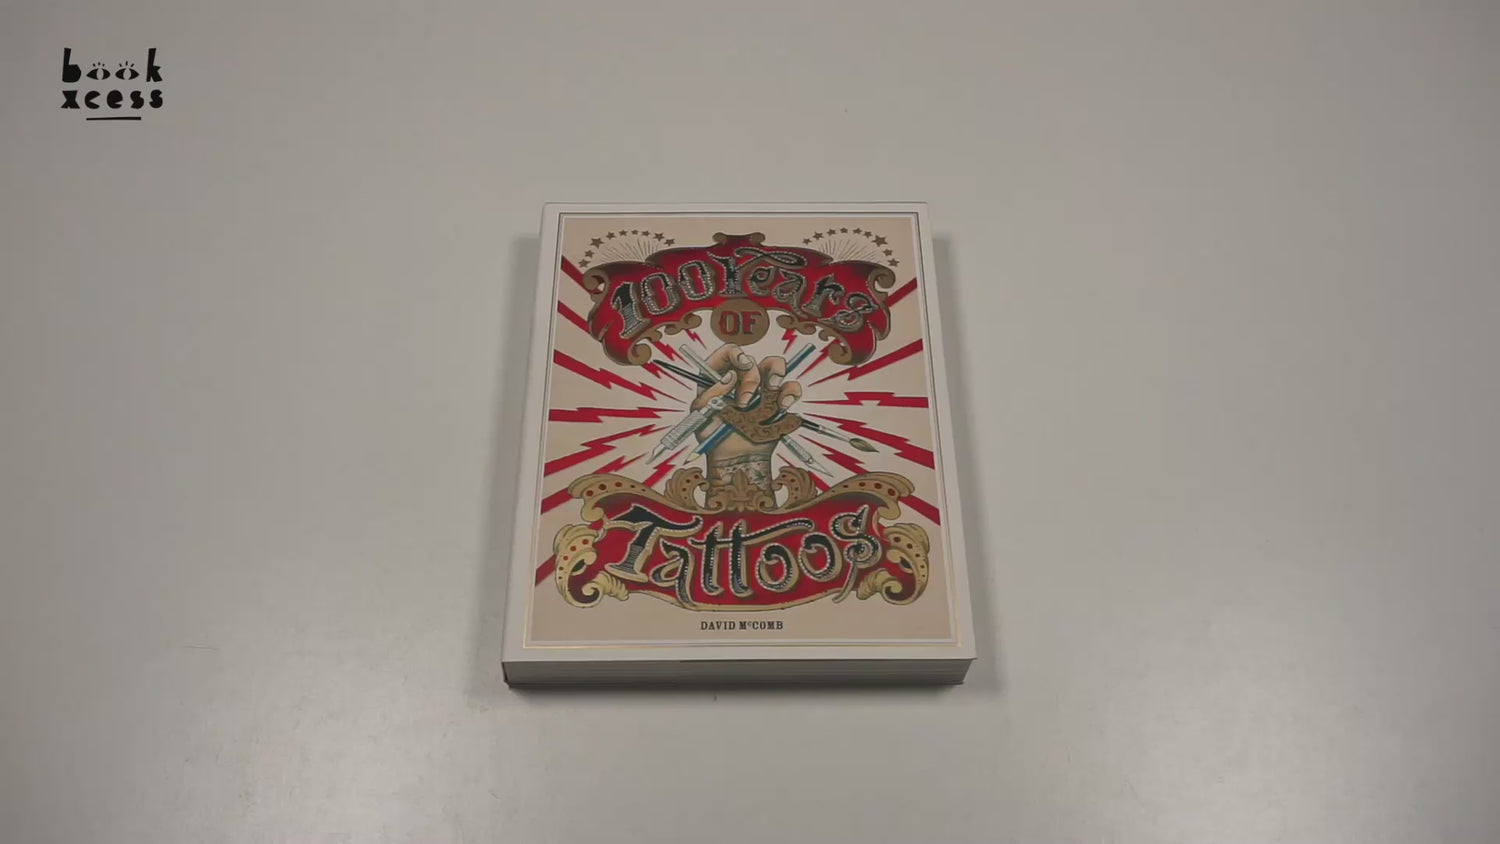 book
xcess
100 Years
OF
Tattoos
DAVID McCOMB